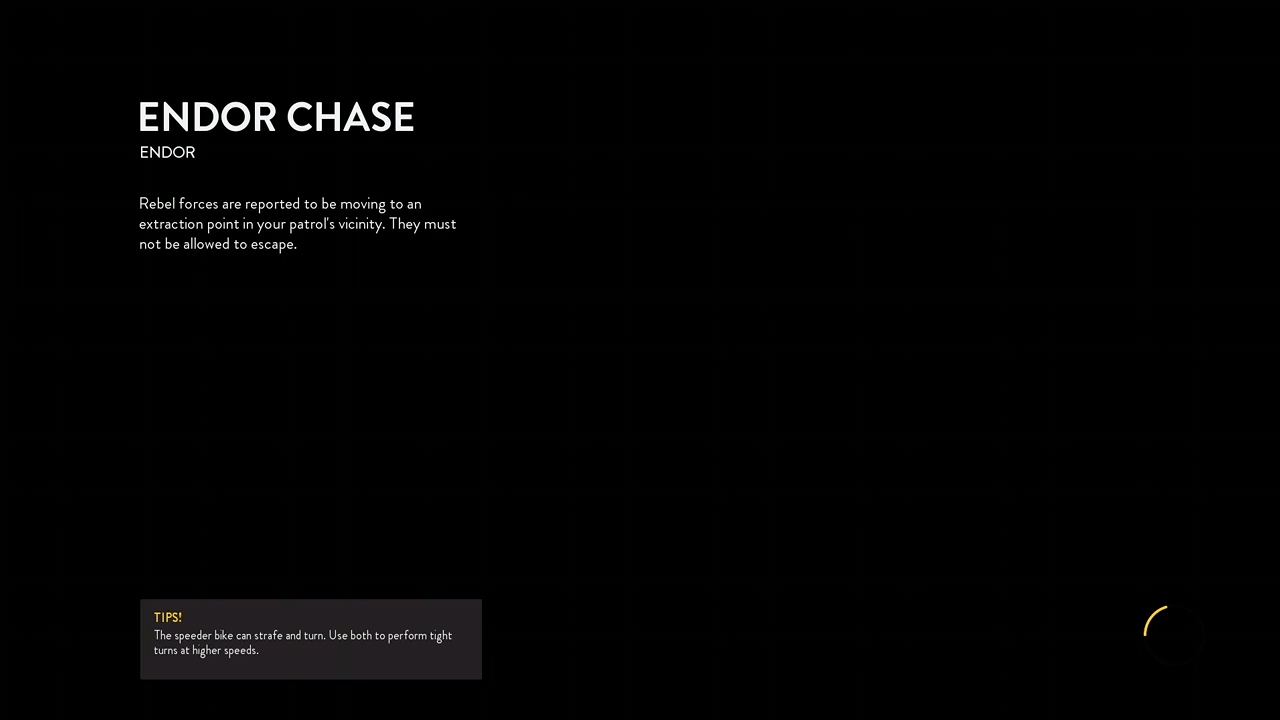 ENDOR CHASE
ENDOR
Rebel forces are reported to be moving to an
extraction point in your patrol's vicinity. They must
not be allowed to escape.
TIPS!
The speeder bike can strafe and turn. Use both to perform tight
turns at higher speeds.